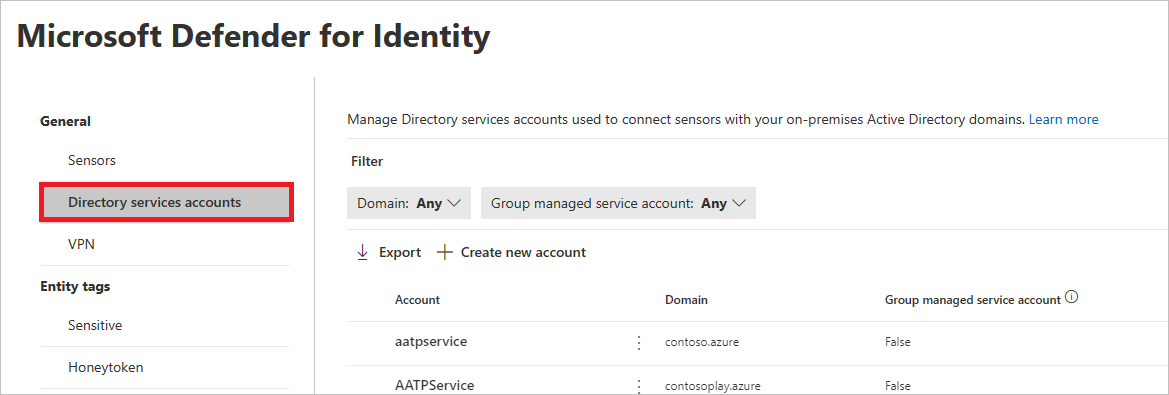 Microsoft Defender for Identity
General
Sensors
Directory services accounts
VPN
Entity tags
Sensitive
Honeytoken
Manage Directory services accounts used to connect sensors with your on-premises Active Directory domains. Learn more
Filter
Domain: Any Group managed service account: Any
Export Create new account
Account Domain Group managed service account
aatpservice contoso.azure False
AATPService contosoplay.azure False